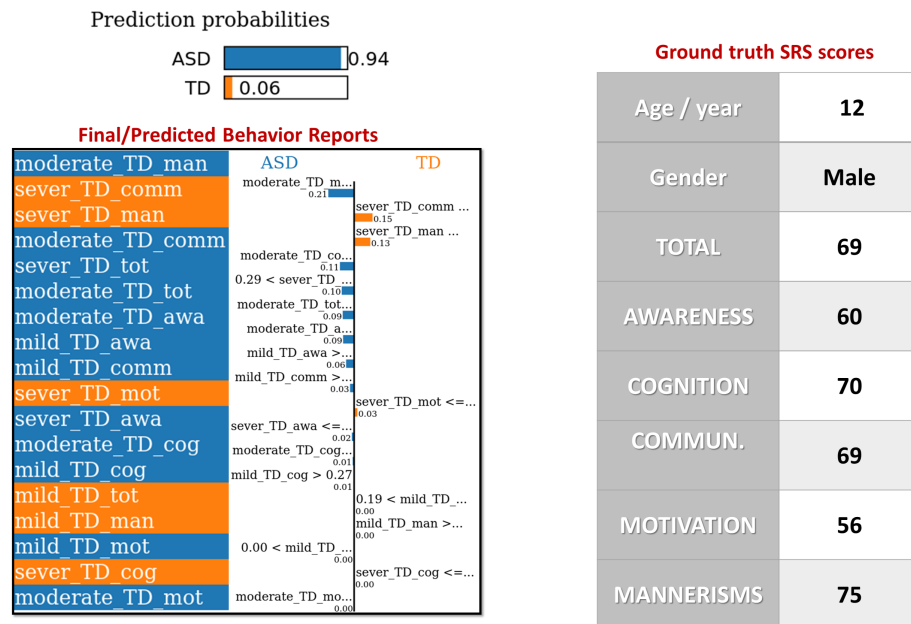 Prediction probabilities
ASD 0.94
TD 0.06
Final/Predicted Behavior Reports
moderate_TD_man
sever_TD_comm
sever_TD_man
moderate_TD_comm
sever_TD_tot
moderate_TD_tot
moderate_TD_awa
mild_TD_awa
mild_TD_comm
sever_TD_mot
sever_TD_awa
moderate_TD_cog
mild_TD_cog
mild_TD_tot
mild_TD_man
mild_TD_mot
sever_TD_cog
moderate_TD_mot
ASD TD
moderate_TD_m...
0.21
sever_TD_comm ...
0.15
sever_TD_man ...
0.13
moderate_TD_co...
0.11
0.29 < sever_TD_...
0.10
moderate_TD_tot...
0.09
moderate_TD_a...
0.09
mild_TD_awa >...
0.06
mild_TD_comm >...
0.03
sever_TD_mot <=...
0.03
sever_TD_awa <=...
0.02
moderate_TD_cog...
0.01
mild_TD_cog > 0.27
0.01
0.19 < mild_TD_...
0.00
mild_TD_man >...
0.00
0.00 < mild_TD_...
0.00
sever_TD_cog <=...
0.00
moderate_TD_mo...
0.00
Ground truth SRS scores
Age / year 12
Gender Male
TOTAL 69
AWARENESS 60
COGNITION 70
COMMUN. 69
MOTIVATION 56
MANNERISMS 75